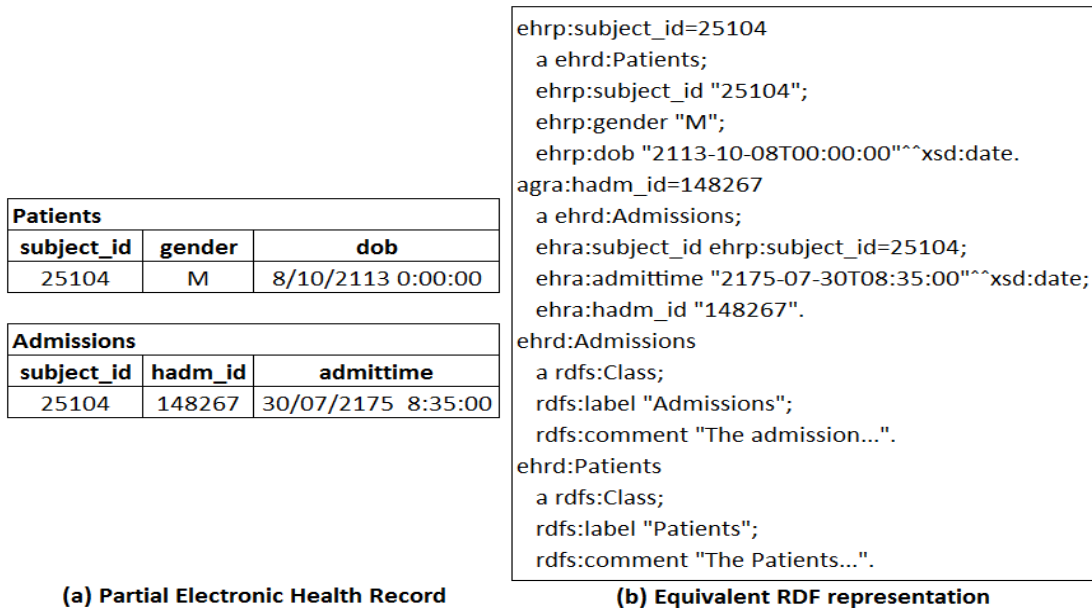 Patients
subject_id gender dob
25104 M 8/10/2113 0:00:00
Admissions
subject_id hadm_id admittime
25104 148267 30/07/2175 8:35:00
(a) Partial Electronic Health Record
ehrp:subject_id=25104
a ehrd:Patients;
ehrp:subject_id "25104";
ehrp:gender "M";
ehrp:dob "2113-10-08T00:00:00"^^xsd:date.
agra:hadm_id=148267
a ehrd:Admissions;
ehra:subject_id ehrp:subject_id=25104;
ehra:admittime "2175-07-30T08:35:00"^^xsd:date;
ehra:hadm_id "148267".
ehrd:Admissions
a rdfs:Class;
rdfs:label "Admissions";
rdfs:comment "The admission...".
ehrd:Patients
a rdfs:Class;
rdfs:label "Patients";
rdfs:comment "The Patients...".
(b) Equivalent RDF representation